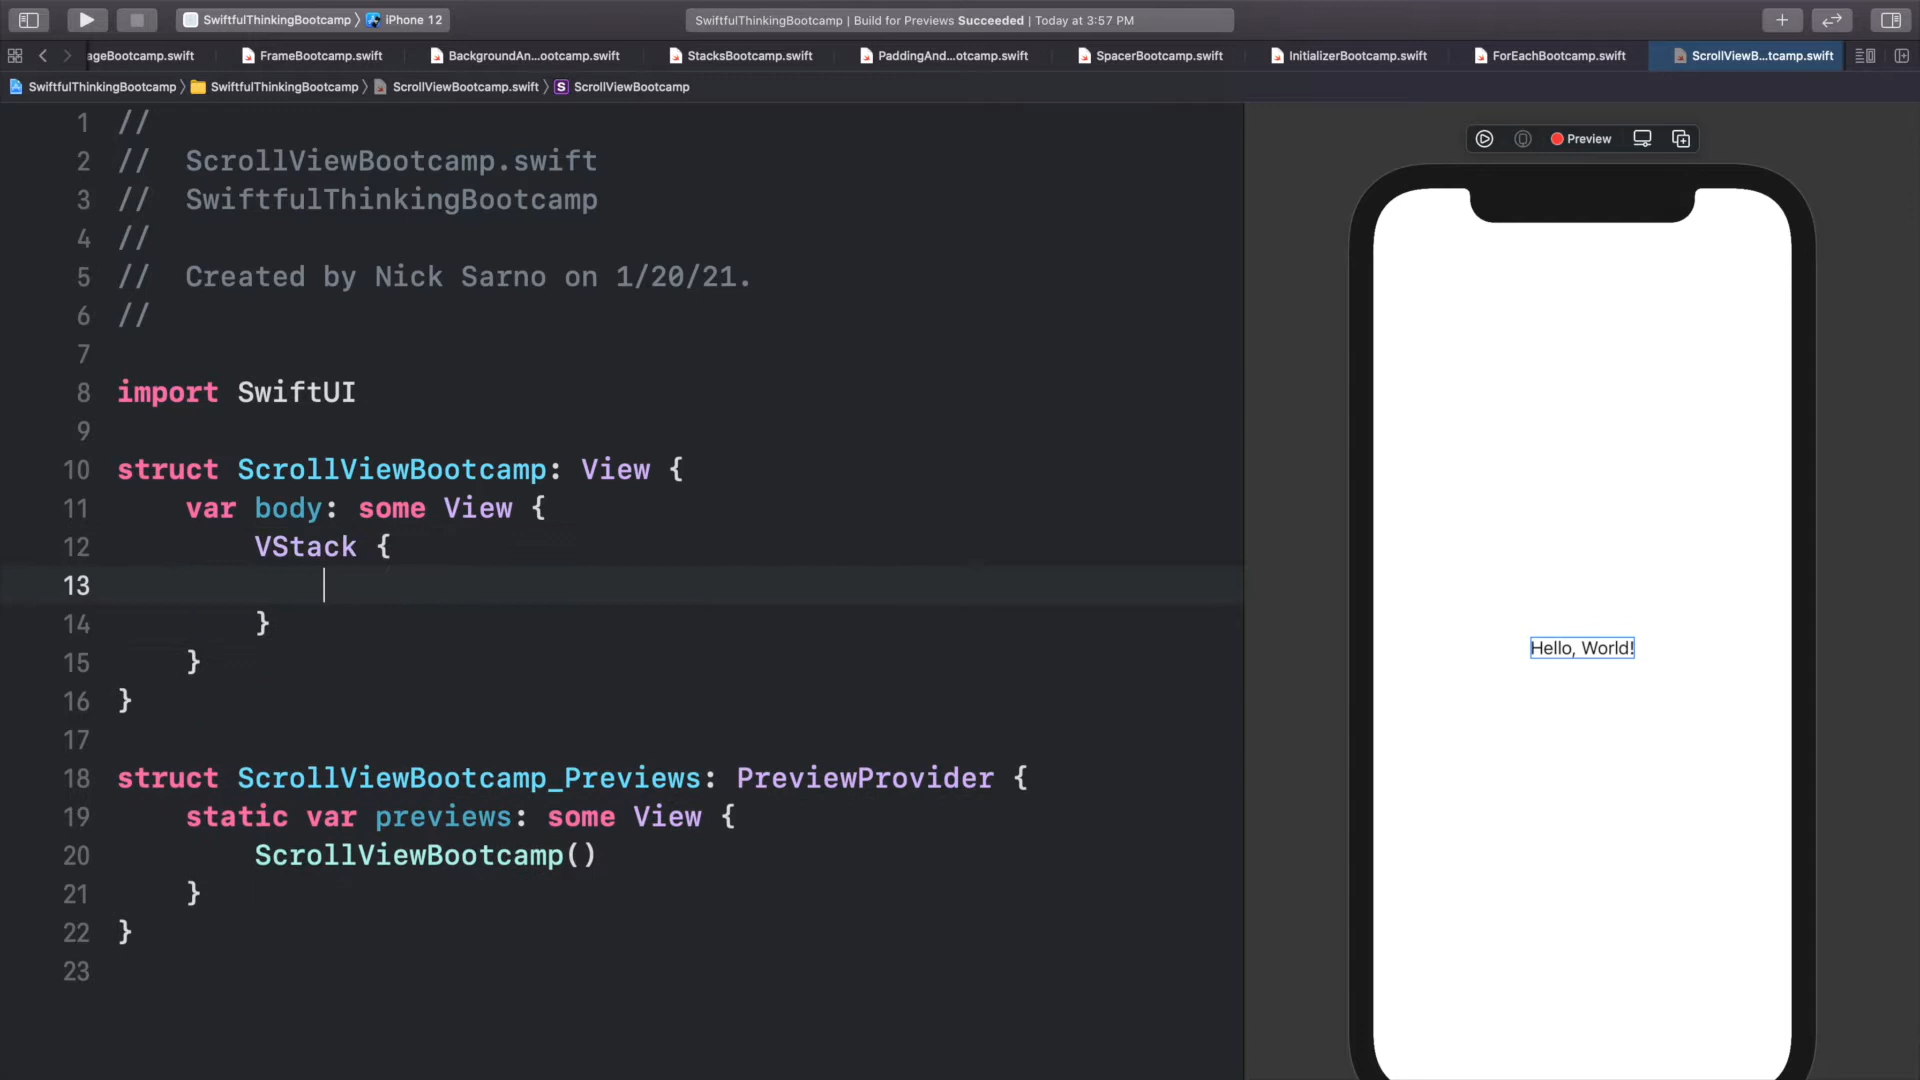 SwiftfulThinkingBootcamp 〉 iPhone 12
SwiftfulThinkingBootcamp | Build for Previews Succeeded | Today at 3:57 PM
ageBootcamp.swift FrameBootcamp.swift BackgroundAn...ootcamp.swift StacksBootcamp.swift PaddingAnd...otcamp.swift SpacerBootcamp.swift InitializerBootcamp.swift ForEachBootcamp.swift ScrollViewB...tcamp.swift
SwiftfulThinkingBootcamp 〉 SwiftfulThinkingBootcamp 〉 ScrollViewBootcamp.swift 〉 S ScrollViewBootcamp
1 //
2 //  ScrollViewBootcamp.swift
3 //  SwiftfulThinkingBootcamp
4 //
5 //  Created by Nick Sarno on 1/20/21.
6 //
7
8 import SwiftUI
9
10 struct ScrollViewBootcamp: View {
11     var body: some View {
12         VStack {
13
14         }
15     }
16 }
17
18 struct ScrollViewBootcamp_Previews: PreviewProvider {
19     static var previews: some View {
20         ScrollViewBootcamp()
21     }
22 }
23
Preview
Hello, World!